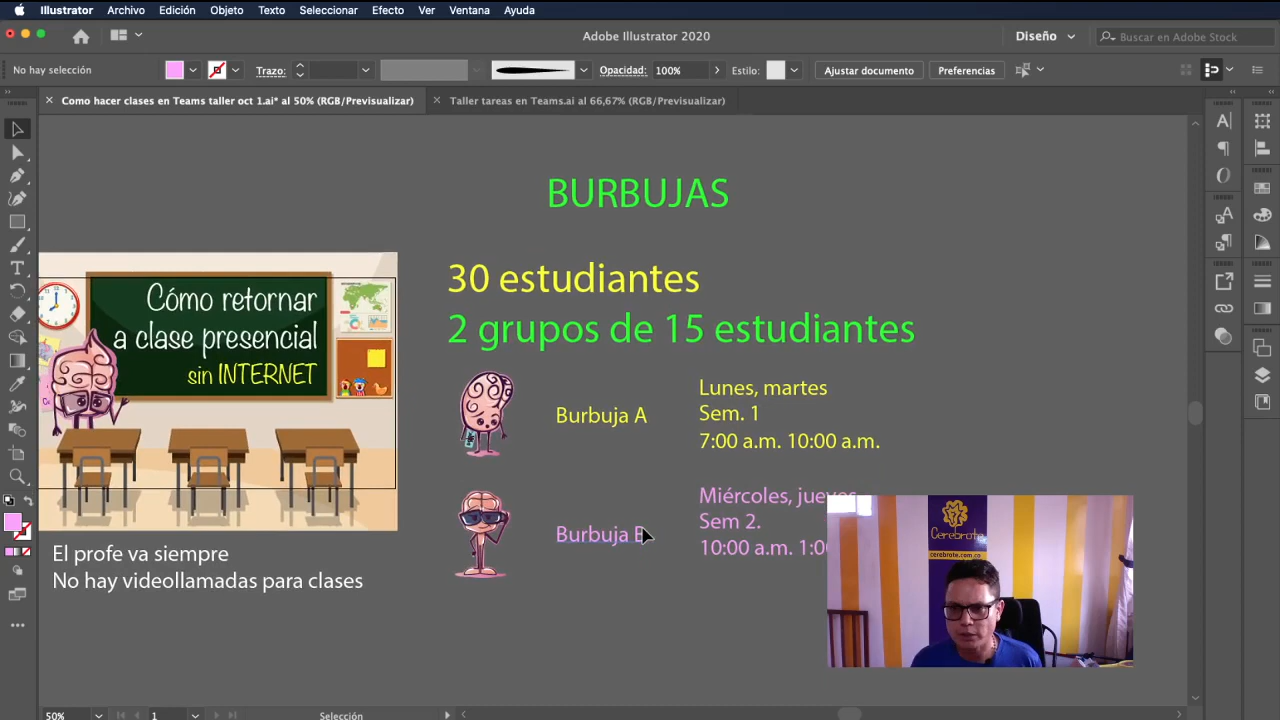 Illustrator Archivo Edición Objeto Texto Seleccionar Efecto Ver Ventana Ayuda
Adobe Illustrator 2020
Diseño
Buscar en Adobe Stock
No hay selección
Trazo:
Opacidad: 100%
Estilo:
Ajustar documento
Preferencias
Como hacer clases en Teams taller oct 1.ai* al 50% (RGB/Previsualizar)
Taller tareas en Teams.ai al 66,67% (RGB/Previsualizar)
BURBUJAS
30 estudiantes
2 grupos de 15 estudiantes
Cómo retornar
a clase presencial
sin INTERNET
Burbuja A
Lunes, martes
Sem. 1
7:00 a.m. 10:00 a.m.
Burbuja B
Miércoles, jueves
Sem 2.
10:00 a.m. 1:00
El profe va siempre
No hay videollamadas para clases
Cerebrote
cerebrote.com.co
50%
1
Selección